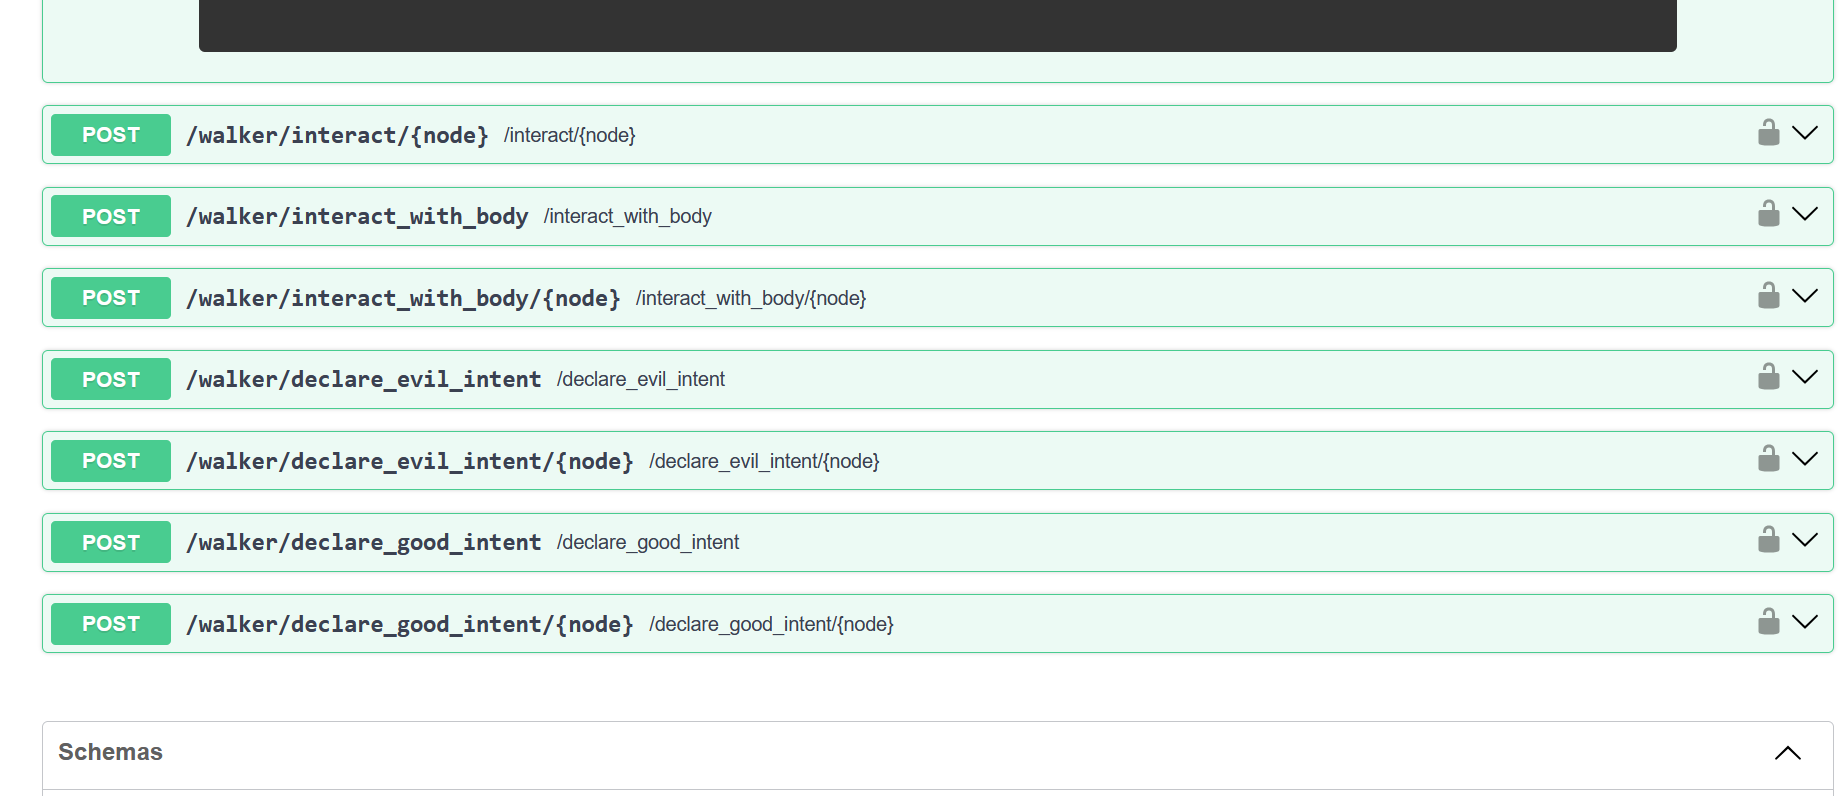 POST /walker/interact/{node} /interact/{node}
POST /walker/interact_with_body /interact_with_body
POST /walker/interact_with_body/{node} /interact_with_body/{node}
POST /walker/declare_evil_intent /declare_evil_intent
POST /walker/declare_evil_intent/{node} /declare_evil_intent/{node}
POST /walker/declare_good_intent /declare_good_intent
POST /walker/declare_good_intent/{node} /declare_good_intent/{node}
Schemas